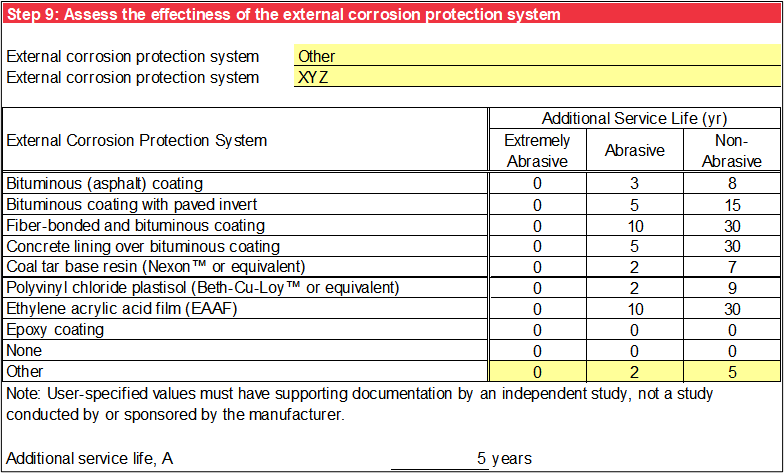 Step 9: Assess the effectiness of the external corrosion protection system
External corrosion protection system Other
External corrosion protection system XYZ
External Corrosion Protection System Additional Service Life (yr)
Extremely Abrasive Abrasive Non-Abrasive
Bituminous (asphalt) coating 0 3 8
Bituminous coating with paved invert 0 5 15
Fiber-bonded and bituminous coating 0 10 30
Concrete lining over bituminous coating 0 5 30
Coal tar base resin (Nexon™ or equivalent) 0 2 7
Polyvinyl chloride plastisol (Beth-Cu-Loy™ or equivalent) 0 2 9
Ethylene acrylic acid film (EAAF) 0 10 30
Epoxy coating 0 0 0
None 0 0 0
Other 0 2 5
Note: User-specified values must have supporting documentation by an independent study, not a study
conducted by or sponsored by the manufacturer.
Additional service life, A 5 years